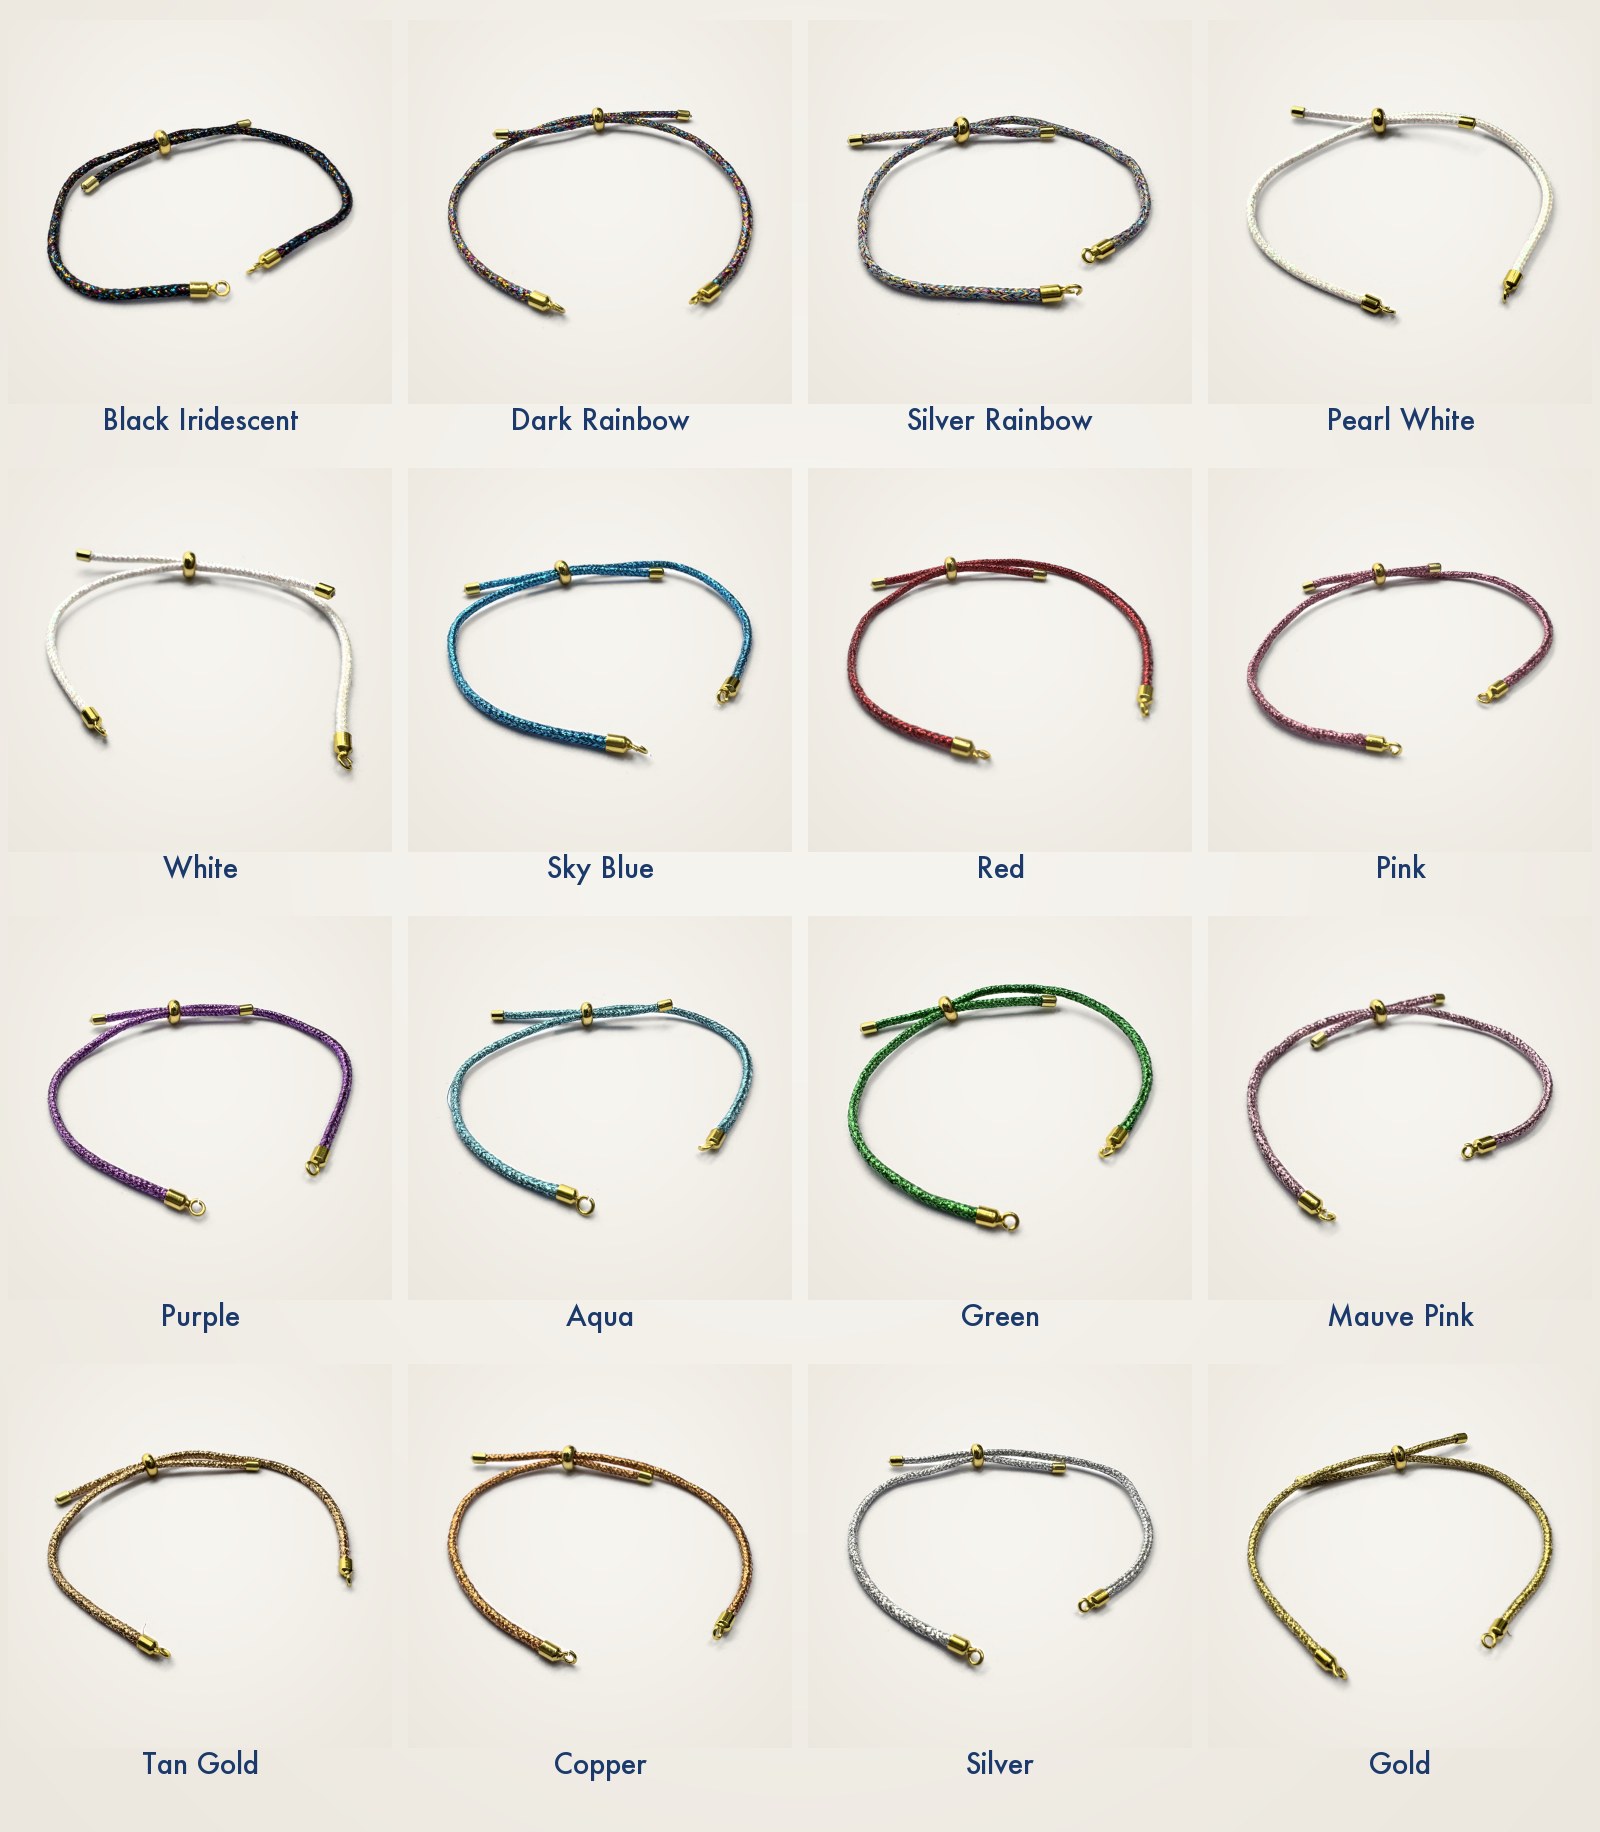 Black Iridescent
Dark Rainbow
Silver Rainbow
Pearl White
White
Sky Blue
Red
Pink
Purple
Aqua
Green
Mauve Pink
Tan Gold
Copper
Silver
Gold